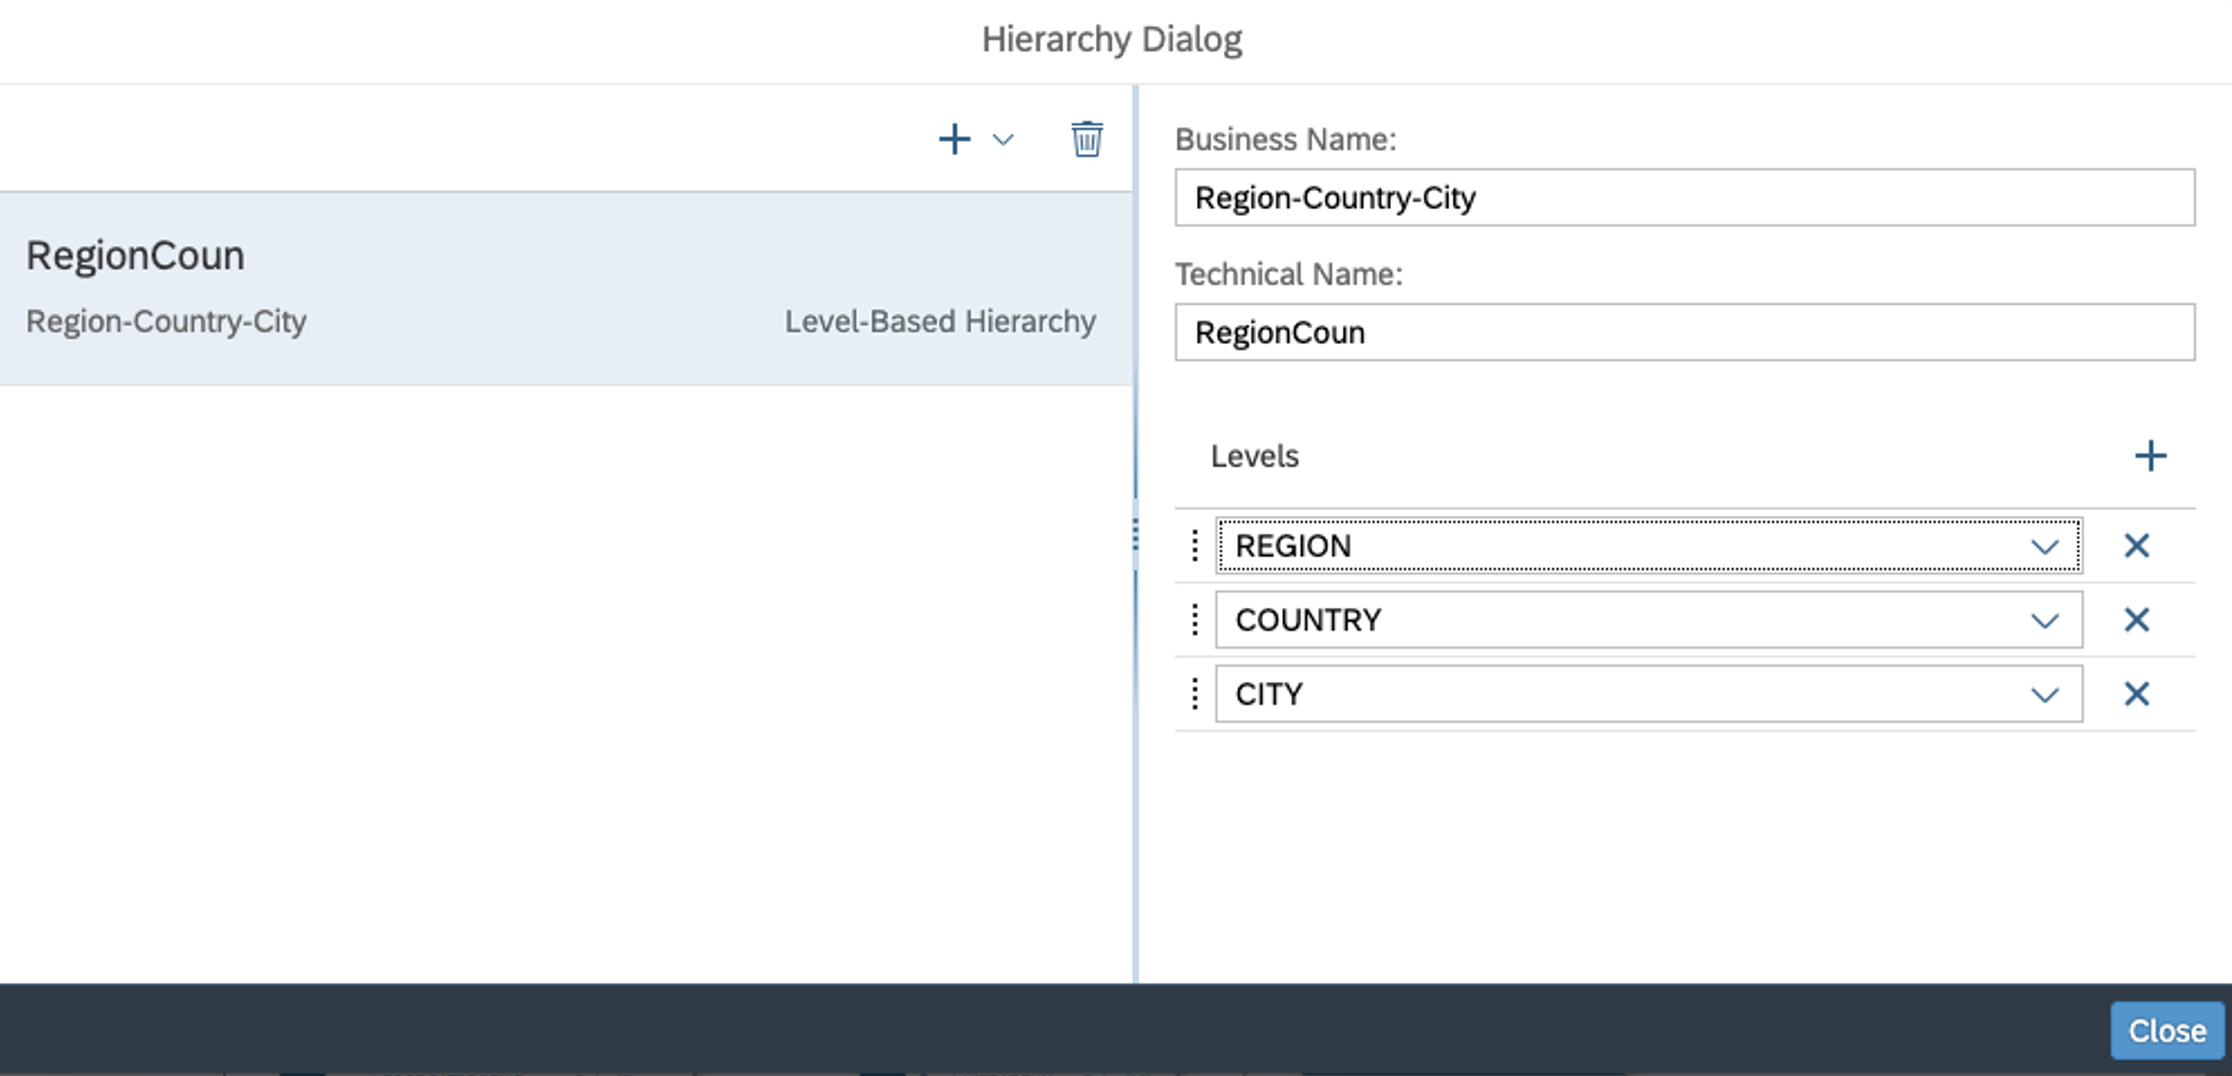 Hierarchy Dialog
RegionCoun
Region-Country-City
Level-Based Hierarchy
Business Name:
Region-Country-City
Technical Name:
RegionCoun
Levels
REGION
COUNTRY
CITY
Close